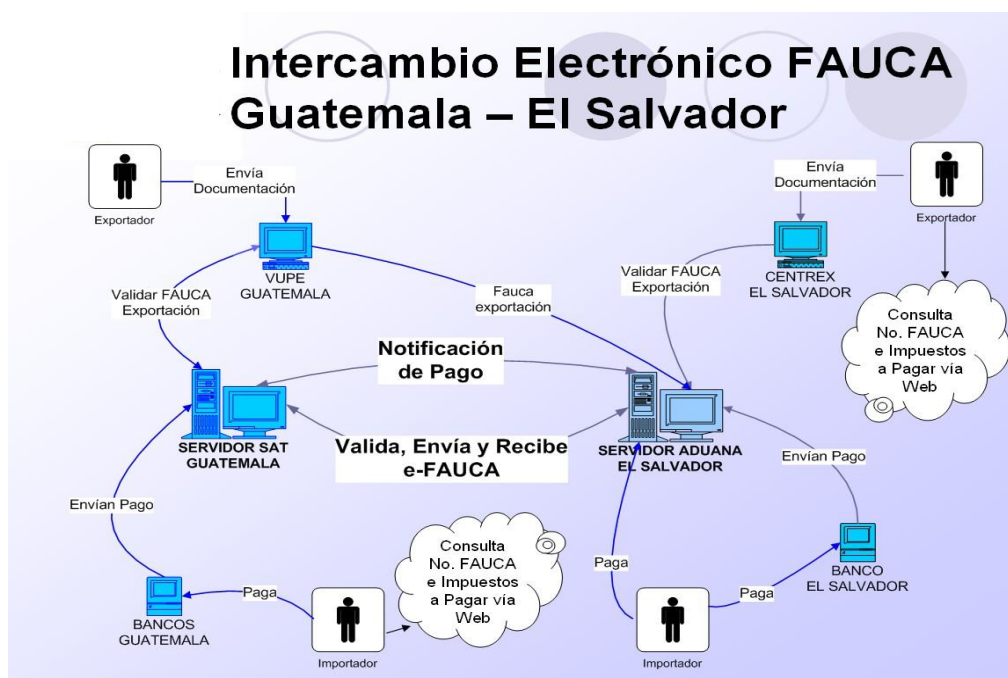 Intercambio Electrónico FAUCA
Guatemala – El Salvador
Exportador
Envía
Documentación
VUPE
GUATEMALA
Validar FAUCA
Exportación
Fauca
exportación
Envía
Documentación
Exportador
CENTREX
EL SALVADOR
Validar FAUCA
Exportación
Consulta
No. FAUCA
e Impuestos
a Pagar vía
Web
Notificación
de Pago
SERVIDOR SAT
GUATEMALA
Valida, Envía y Recibe
e-FAUCA
SERVIDOR ADUANA
EL SALVADOR
Envían Pago
Envían Pago
BANCOS
GUATEMALA
Paga
Importador
Consulta
No. FAUCA
e Impuestos
a Pagar vía
Web
Paga
Importador
Paga
BANCO
EL SALVADOR